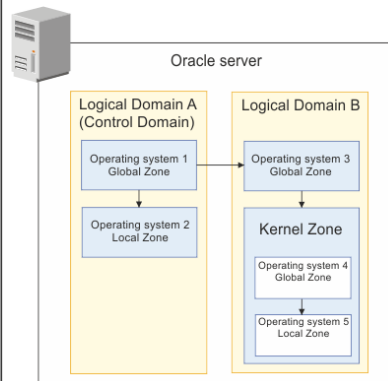 Oracle server
Logical Domain A
(Control Domain)
Operating system 1
Global Zone
Operating system 2
Local Zone
Logical Domain B
Operating system 3
Global Zone
Kernel Zone
Operating system 4
Global Zone
Operating system 5
Local Zone